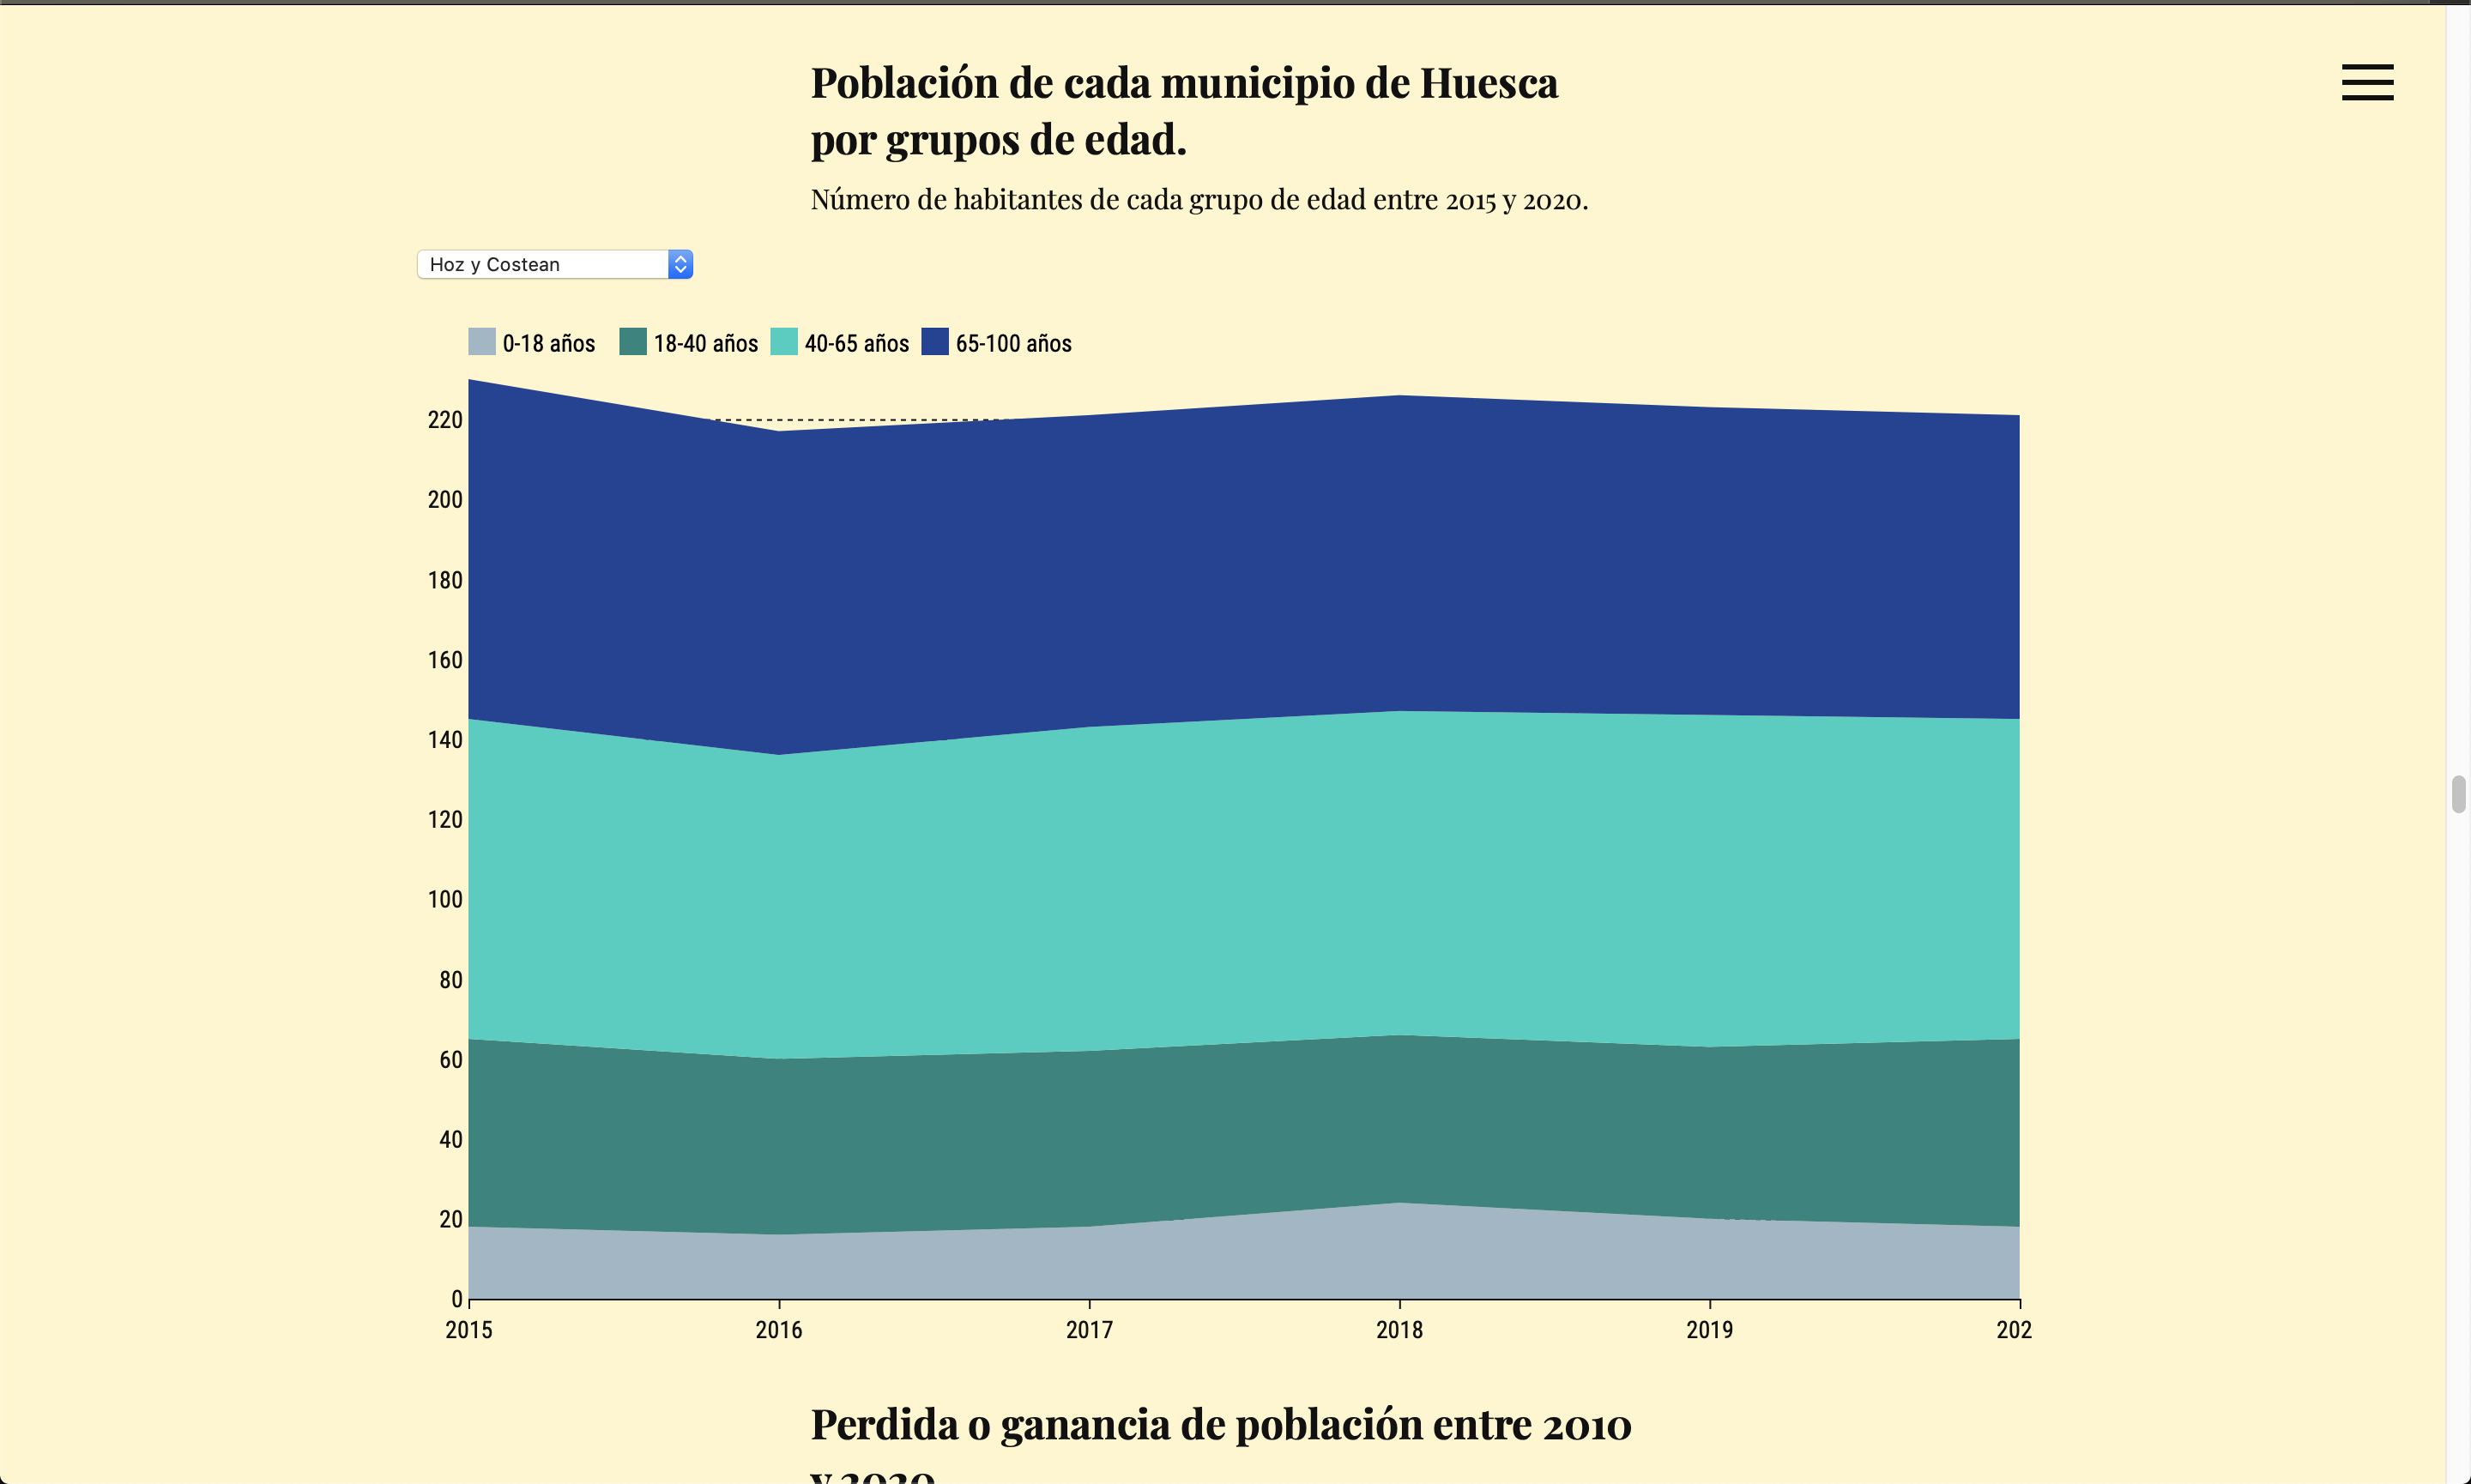 Población de cada municipio de Huesca
por grupos de edad.
Número de habitantes de cada grupo de edad entre 2015 y 2020.
Hoz y Costean
0-18 años 18-40 años 40-65 años 65-100 años
220
200
180
160
140
120
100
80
60
40
20
0
2015 2016 2017 2018 2019 202
Perdida o ganancia de población entre 2010
y 2020